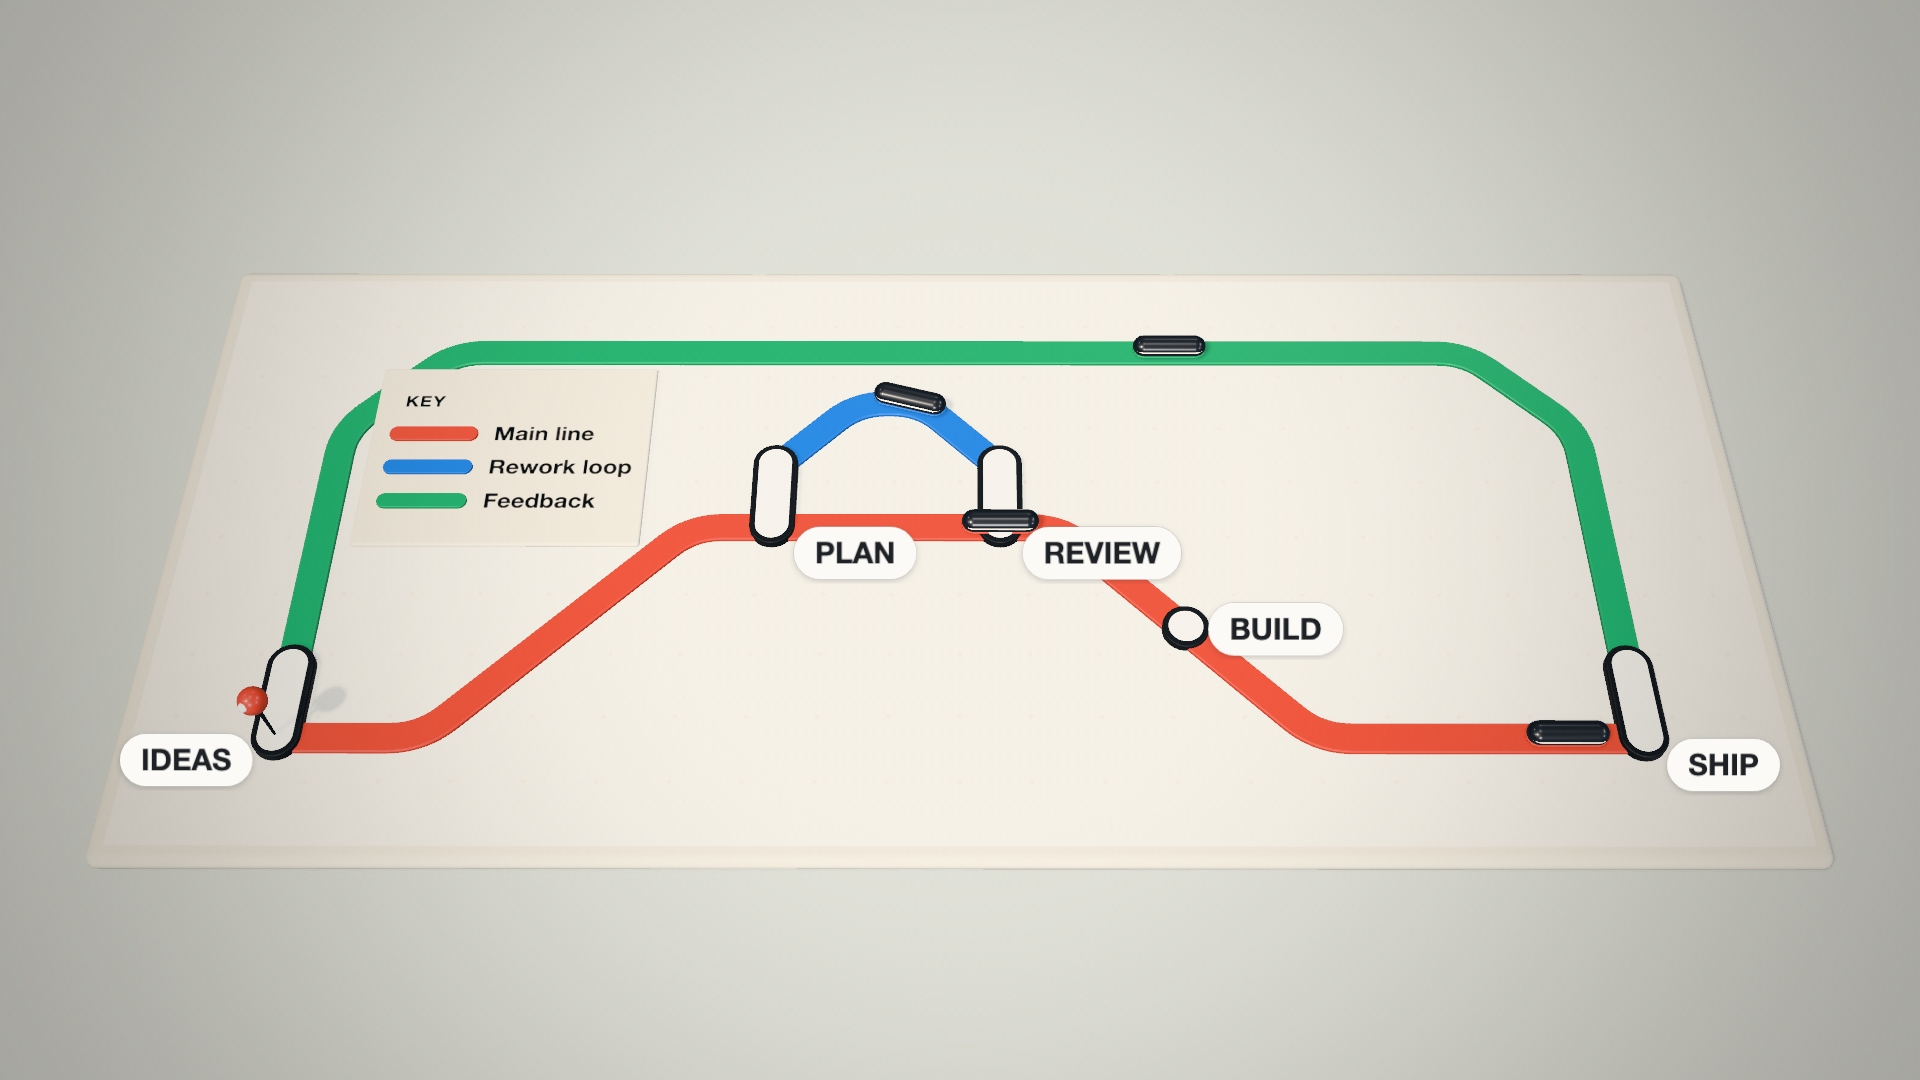 KEY
Main line
Rework loop
Feedback
PLAN
REVIEW
BUILD
IDEAS
SHIP